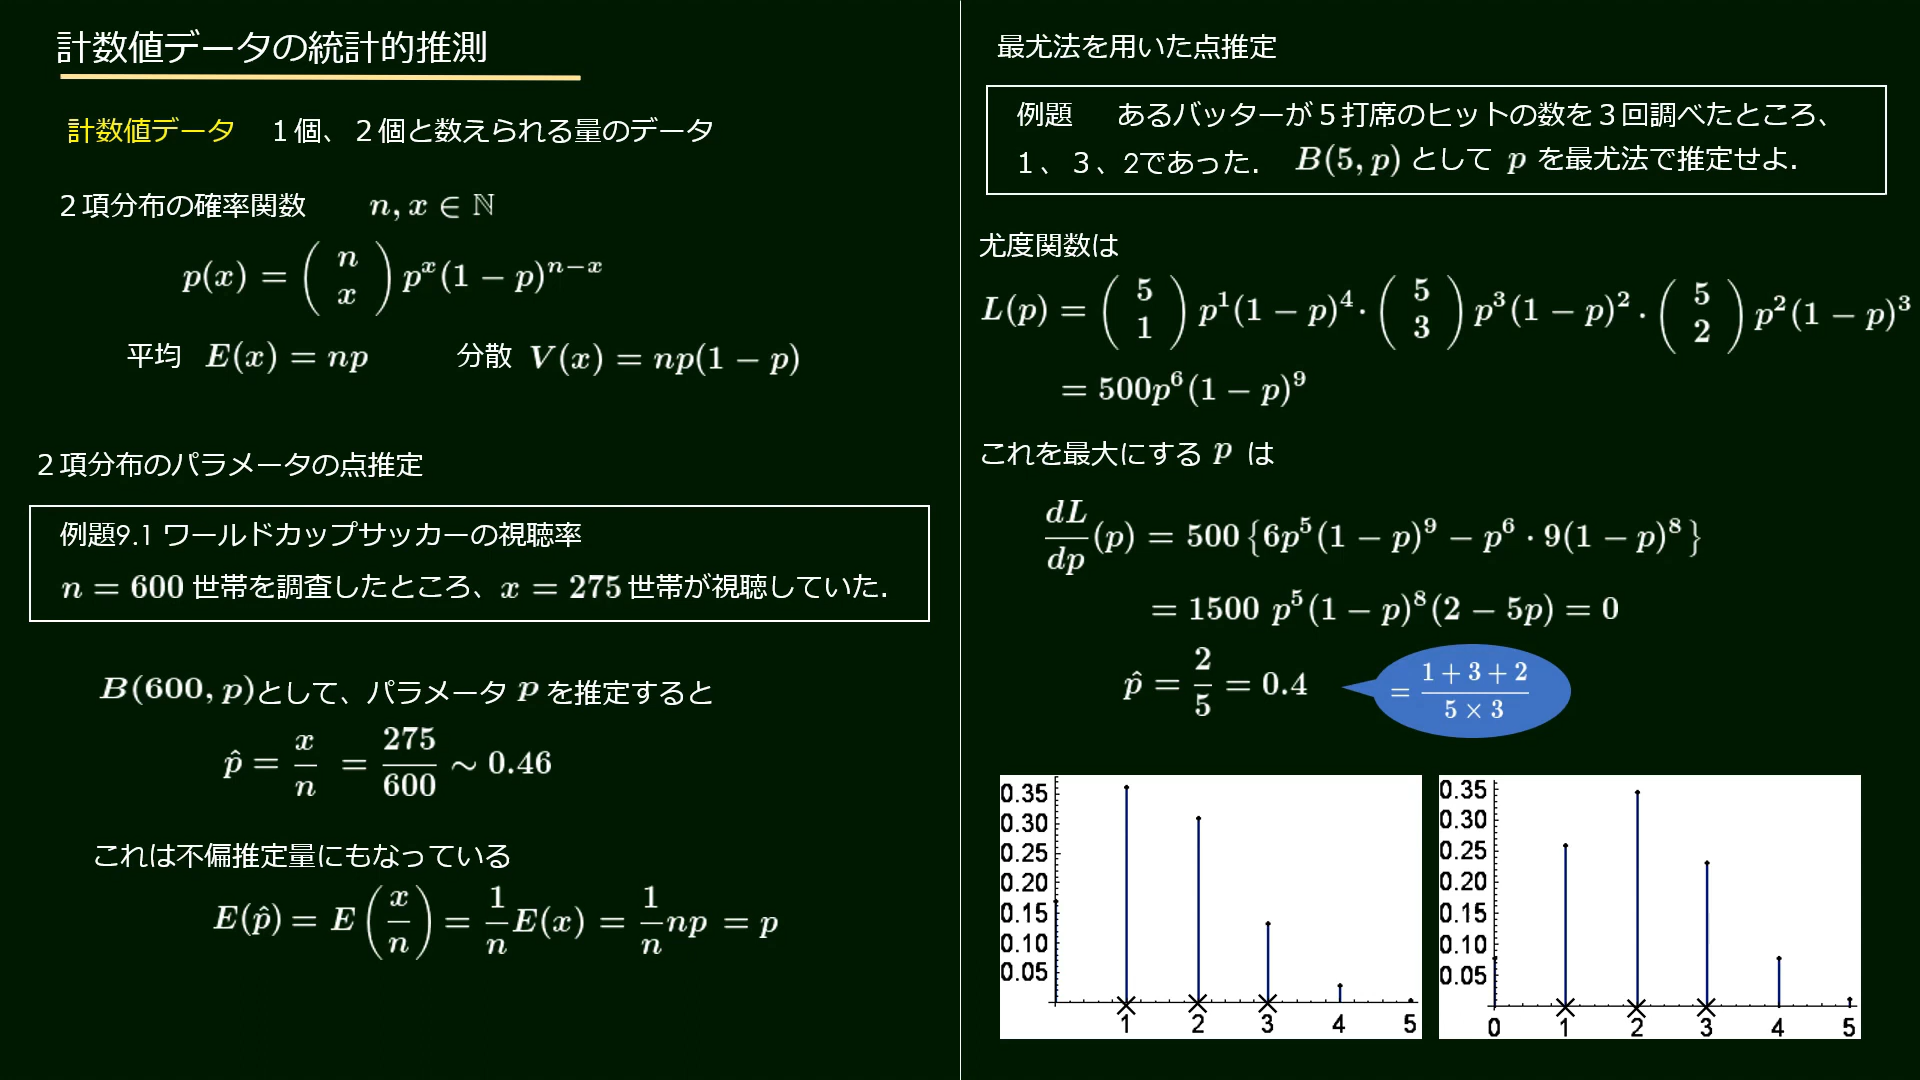 計数値データの統計的推測
計数値データ　１個、２個と数えられる量のデータ
２項分布の確率関数　n, x ∈ ℕ
p(x) = ( n x ) p^x (1 − p)^{n−x}
平均 E(x) = np　分散 V(x) = np(1 − p)
２項分布のパラメータの点推定
例題9.1 ワールドカップサッカーの視聴率
n = 600 世帯を調査したところ、x = 275 世帯が視聴していた.
B(600, p)として、パラメータ p を推定すると
p̂ = x/n = 275/600 ∼ 0.46
これは不偏推定量にもなっている
E(p̂) = E(x/n) = 1/n E(x) = 1/n np = p
最尤法を用いた点推定
例題　あるバッターが５打席のヒットの数を３回調べたところ、
１、３、2であった.　B(5, p) として p を最尤法で推定せよ.
尤度関数は
L(p) = ( 5 1 ) p^1(1 − p)^4 · ( 5 3 ) p^3(1 − p)^2 · ( 5 2 ) p^2(1 − p)^3
= 500p^6(1 − p)^9
これを最大にする p は
dL/dp (p) = 500 {6p^5(1 − p)^9 − p^6 · 9(1 − p)^8}
= 1500 p^5(1 − p)^8(2 − 5p) = 0
p̂ = 2/5 = 0.4
= (1 + 3 + 2)/(5 × 3)
0.35
0.30
0.25
0.20
0.15
0.10
0.05
1 2 3 4 5
0.35
0.30
0.25
0.20
0.15
0.10
0.05
0 1 2 3 4 5